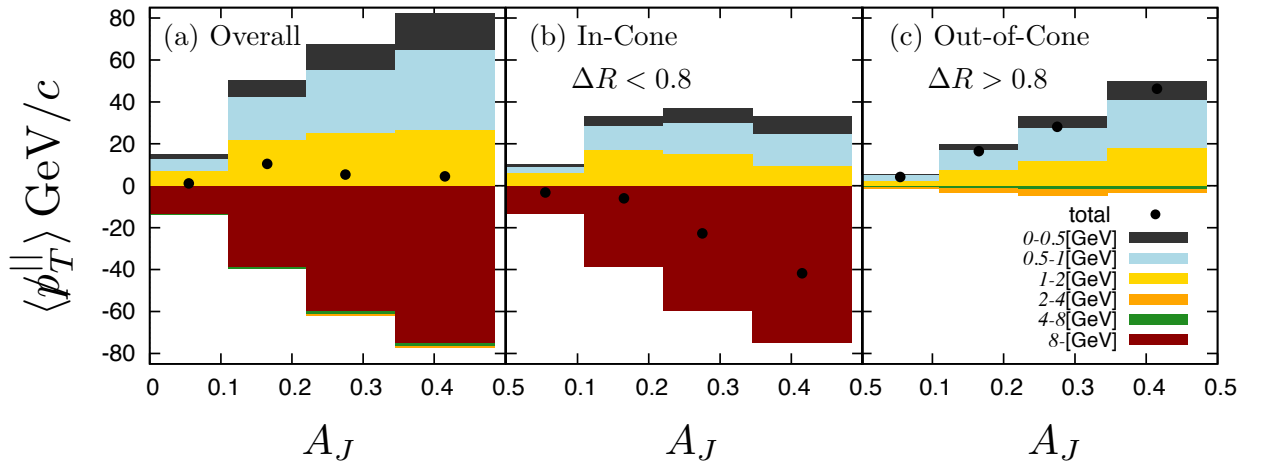 (a) Overall
(b) In-Cone
ΔR < 0.8
(c) Out-of-Cone
ΔR > 0.8
80
60
40
20
0
-20
-40
-60
-80
⟨p̸_T^||⟩ GeV/c
total
0-0.5[GeV]
0.5-1[GeV]
1-2[GeV]
2-4[GeV]
4-8[GeV]
8-[GeV]
0 0.1 0.2 0.3 0.4 0.5 0.1 0.2 0.3 0.4 0.5 0.1 0.2 0.3 0.4 0.5
A_J A_J A_J